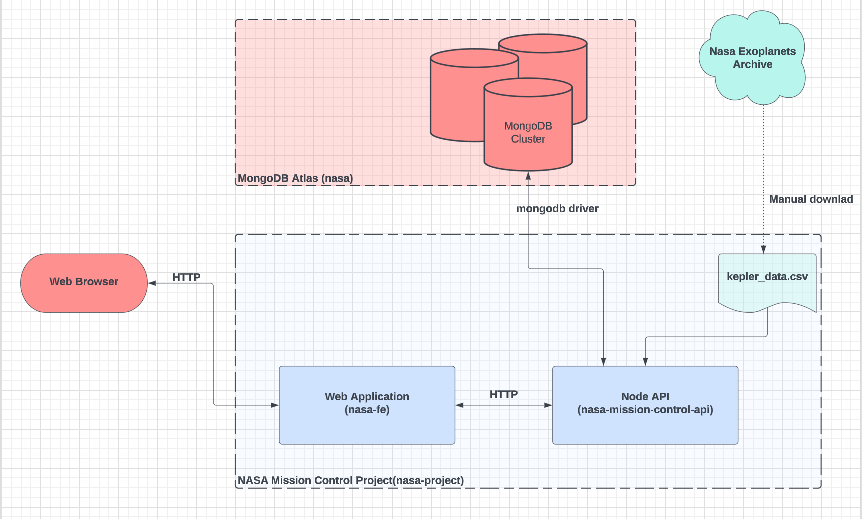 Nasa Exoplanets
Archive
MongoDB
Cluster
MongoDB Atlas (nasa)
Manual downlad
mongodb driver
Web Browser
HTTP
kepler_data.csv
Web Application
(nasa-fe)
HTTP
Node API
(nasa-mission-control-api)
NASA Mission Control Project(nasa-project)